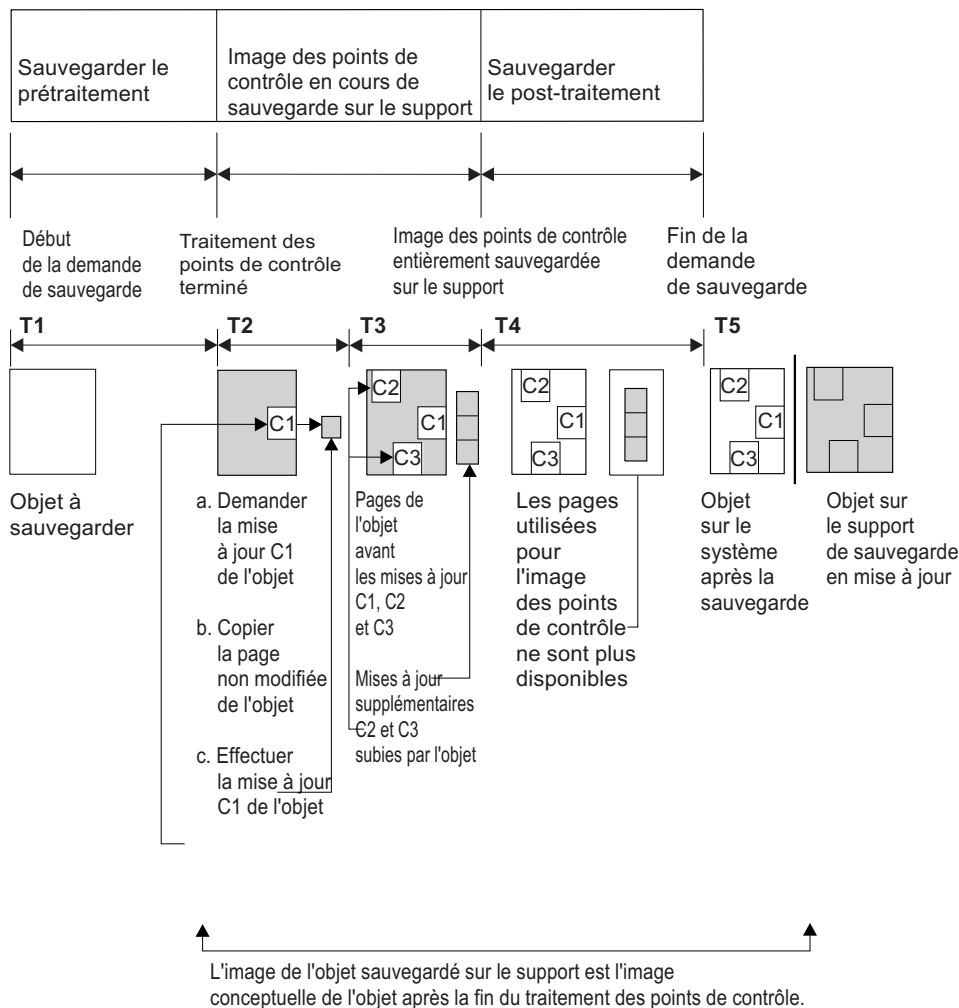 Sauvegarder le
prétraitement
Image des points de
contrôle en cours de
sauvegarde sur le support
Sauvegarder
le post-traitement
Début
de la demande
de sauvegarde
Traitement des
points de contrôle
terminé
Image des points de contrôle
entièrement sauvegardée
sur le support
Fin de la
demande
de sauvegarde
T1
T2
T3
T4
T5
C1
C2
C1
C3
C2
C1
C3
C2
C1
C3
Objet à
sauvegarder
a. Demander
la mise
à jour C1
de l'objet
b. Copier
la page
non modifiée
de l'objet
c. Effectuer
la mise à jour
C1 de l'objet
Pages de
l'objet
avant
les mises à jour
C1, C2
et C3
Mises à jour
supplémentaires
C2 et C3
subies par l'objet
Les pages
utilisées
pour
l'image
des points
de contrôle
ne sont plus
disponibles
Objet
sur le
système
après la
sauvegarde
Objet sur
le support
de sauvegarde
en mise à jour
L'image de l'objet sauvegardé sur le support est l'image
conceptuelle de l'objet après la fin du traitement des points de contrôle.